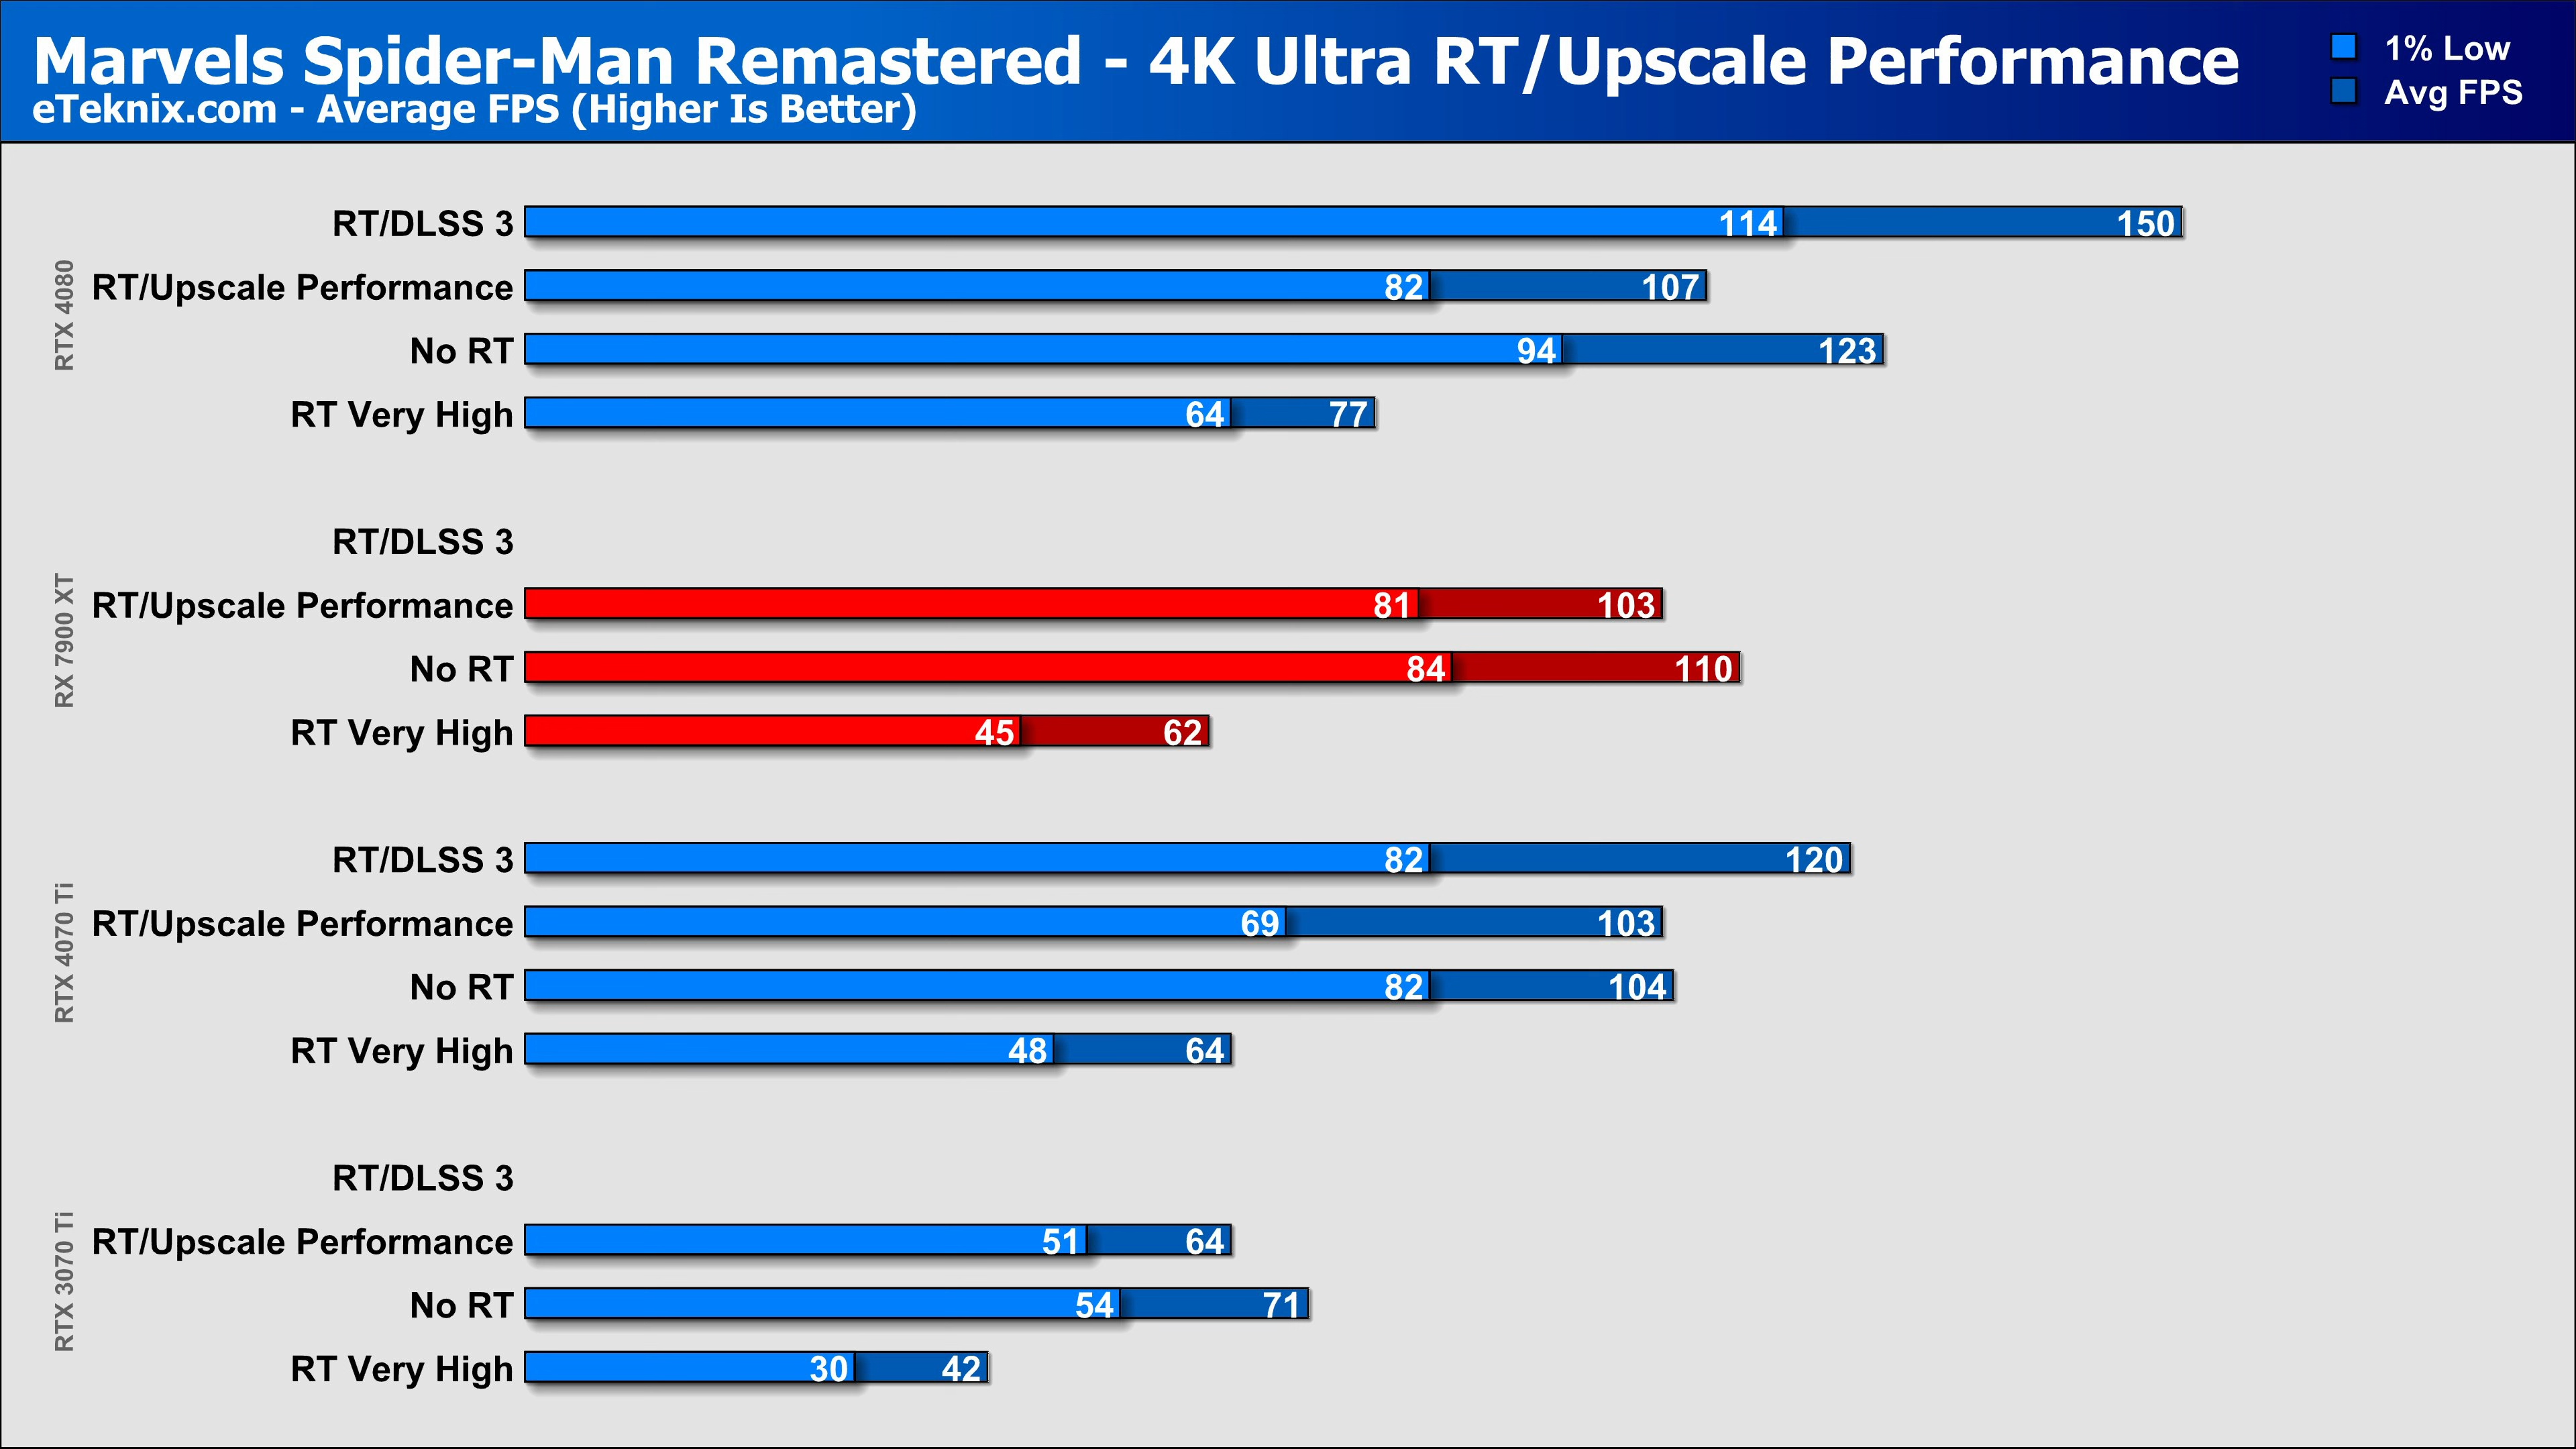 Marvels Spider-Man Remastered - 4K Ultra RT/Upscale Performance
eTeknix.com - Average FPS (Higher Is Better)
1% Low
Avg FPS
RTX 4080
RT/DLSS 3 114 150
RT/Upscale Performance 82 107
No RT 94 123
RT Very High 64 77
RX 7900 XT
RT/DLSS 3
RT/Upscale Performance 81 103
No RT 84 110
RT Very High 45 62
RTX 4070 Ti
RT/DLSS 3 82 120
RT/Upscale Performance 69 103
No RT 82 104
RT Very High 48 64
RTX 3070 Ti
RT/DLSS 3
RT/Upscale Performance 51 64
No RT 54 71
RT Very High 30 42